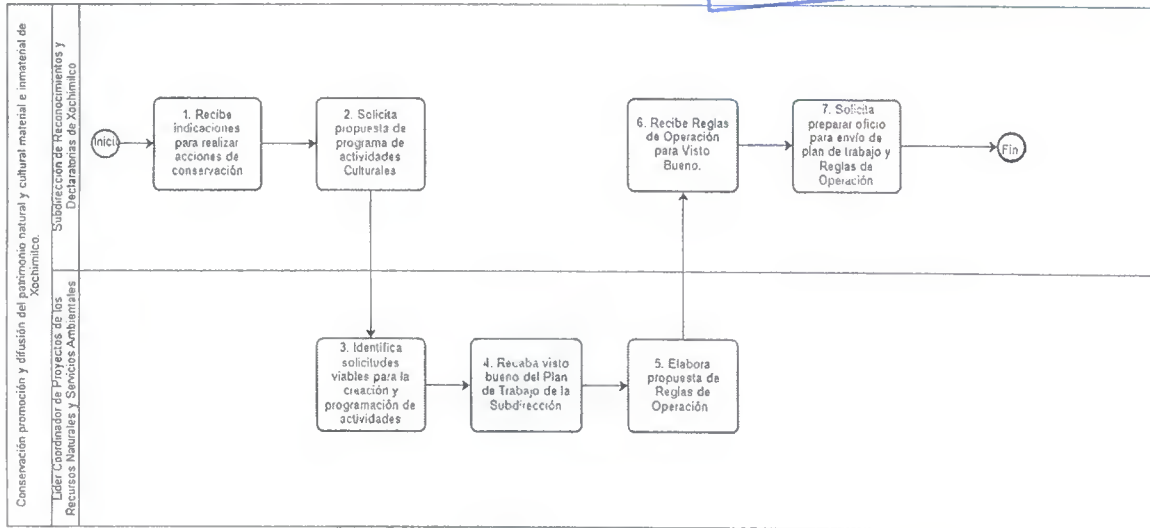 Conservación promoción y difusión del patrimonio natural y cultural material e inmaterial de
Xochimilco.
Subdirección de Reconocimientos y
Declaratorias de Xochimilco
Inicio
1. Recibe
indicaciones
para realizar
acciones de
conservación
2. Solicita
propuesta de
programa de
actividades
Culturales
6. Recibe Reglas
de Operación
para Visto
Bueno.
7. Solicita
preparar oficio
para envío de
plan de trabajo y
Reglas de
Operación
Fin
Lider Coordinador de Proyectos de los
Recursos Naturales y Servicios Ambientales
3. Identifica
solicitudes
viables para la
creación y
programación de
actividades
4. Recaba visto
bueno del Plan
de Trabajo de la
Subdirección
5. Elabora
propuesta de
Reglas de
Operación